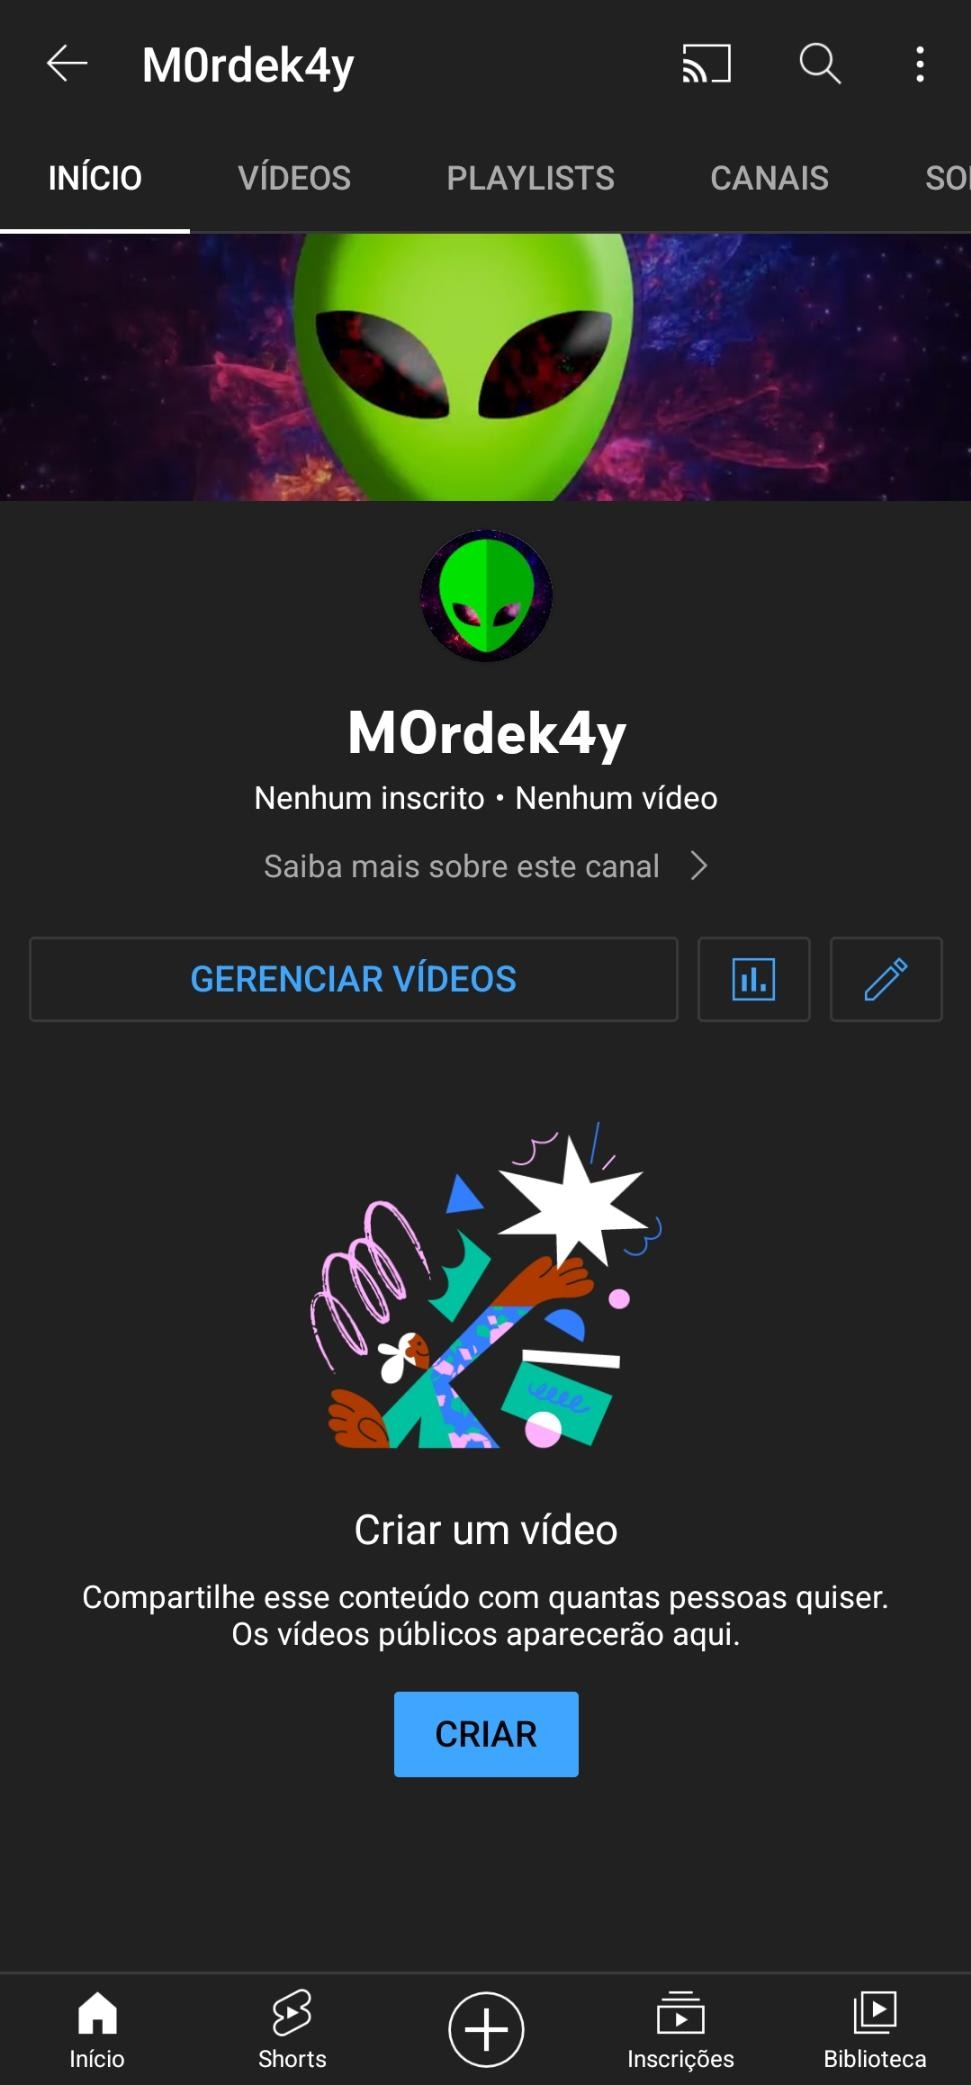 M0rdek4y
INÍCIO VÍDEOS PLAYLISTS CANAIS
M0rdek4y
Nenhum inscrito • Nenhum vídeo
Saiba mais sobre este canal
GERENCIAR VÍDEOS
Criar um vídeo
Compartilhe esse conteúdo com quantas pessoas quiser.
Os vídeos públicos aparecerão aqui.
CRIAR
Início Shorts Inscrições Biblioteca